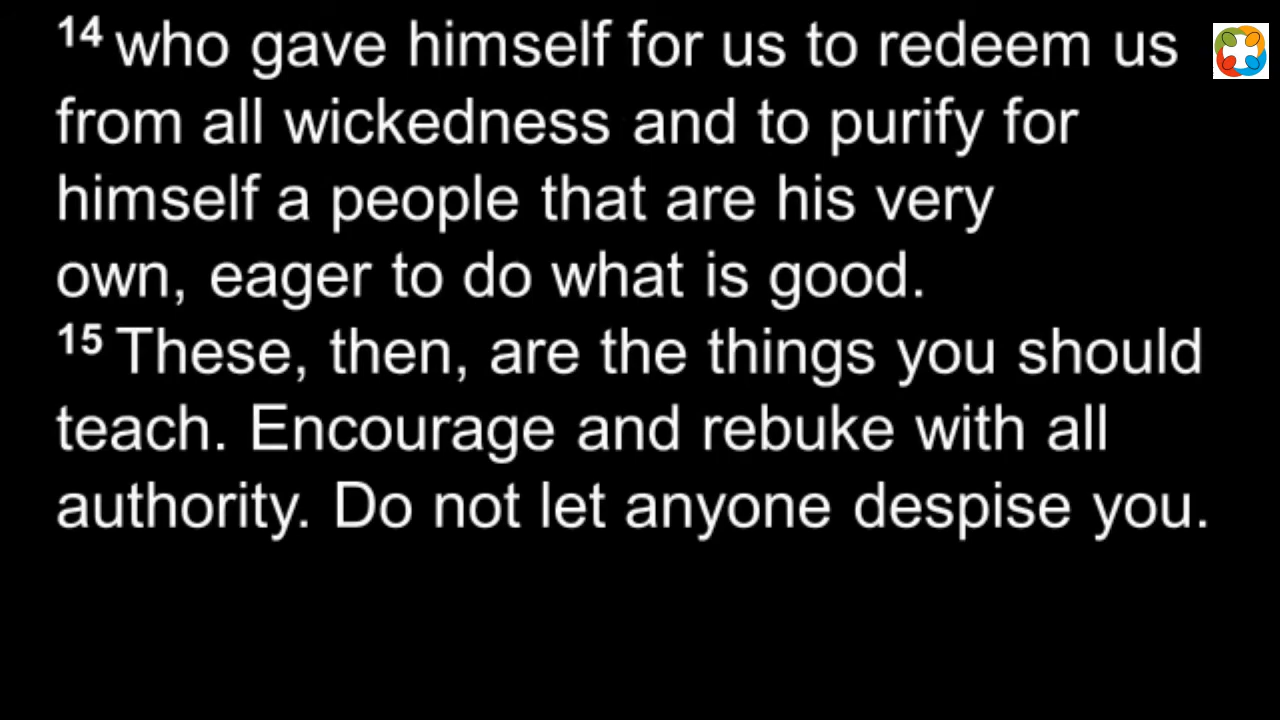 14 who gave himself for us to redeem us
from all wickedness and to purify for
himself a people that are his very
own, eager to do what is good.
15 These, then, are the things you should
teach. Encourage and rebuke with all
authority. Do not let anyone despise you.